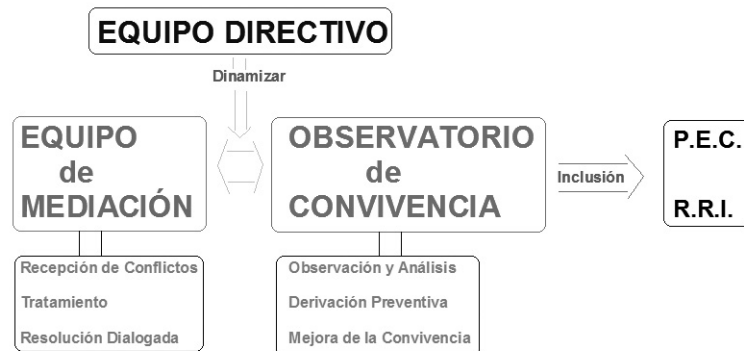 EQUIPO DIRECTIVO
Dinamizar
EQUIPO
de
MEDIACIÓN
OBSERVATORIO
de
CONVIVENCIA
Inclusión
P.E.C.
R.R.I.
Recepción de Conflictos
Tratamiento
Resolución Dialogada
Observación y Análisis
Derivación Preventiva
Mejora de la Convivencia